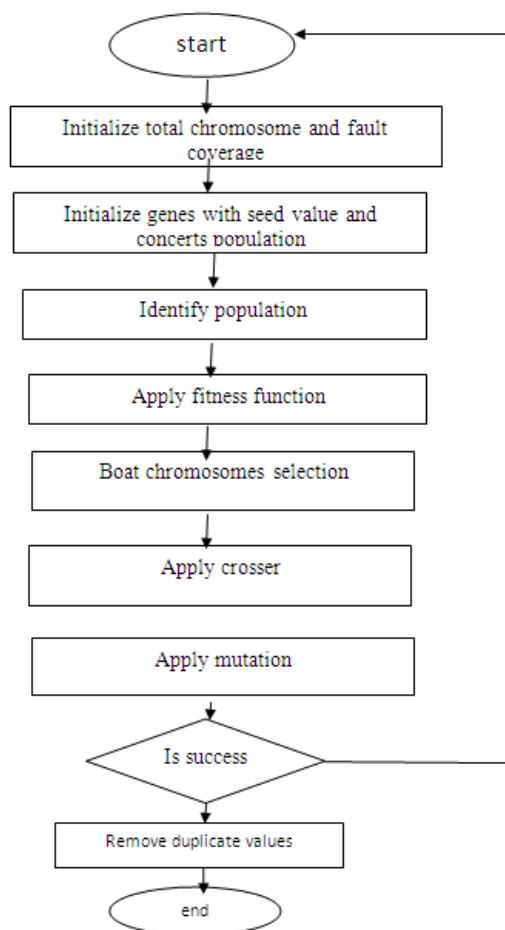 start
Initialize total chromosome and fault
coverage
Initialize genes with seed value and
concerts population
Identify population
Apply fitness function
Boat chromosomes selection
Apply crosser
Apply mutation
Is success
Remove duplicate values
end